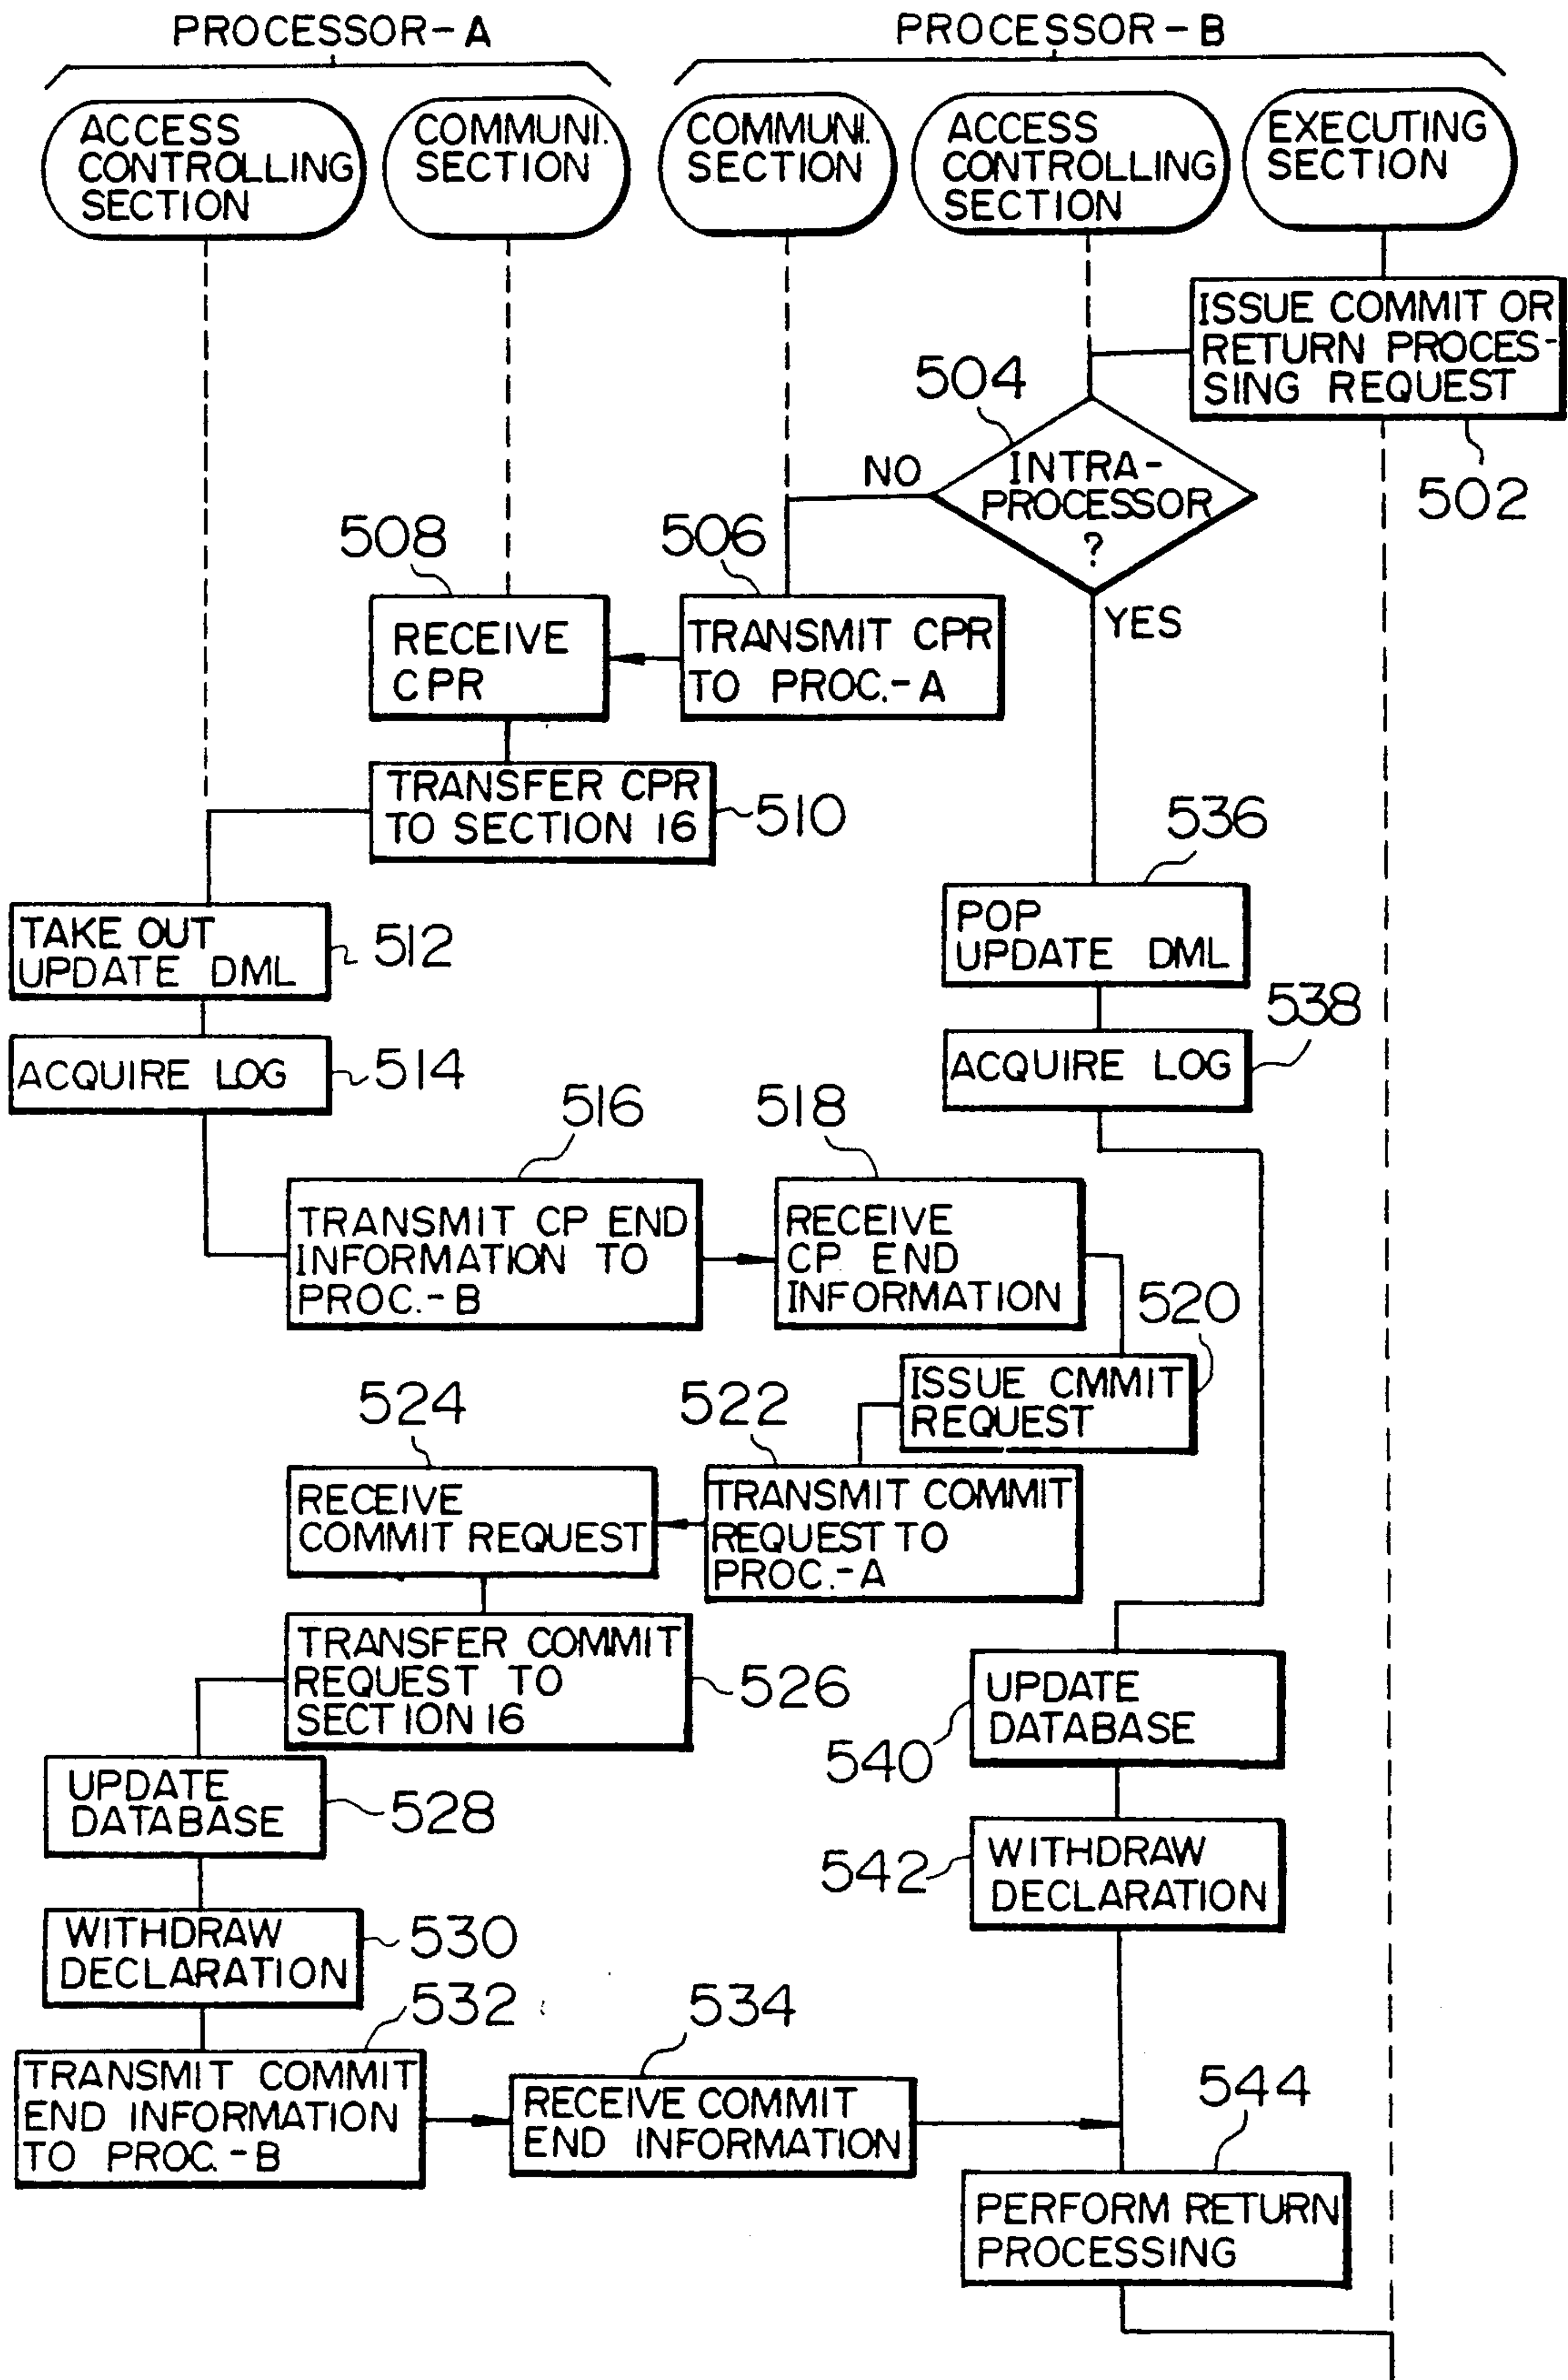 PROCESSOR-A
PROCESSOR-B
ACCESS
CONTROLLING
SECTION
COMMUNI.
SECTION
COMMUNI.
SECTION
ACCESS
CONTROLLING
SECTION
EXECUTING
SECTION
ISSUE COMMIT OR
RETURN PROCES-
SING REQUEST
502
504
INTRA-
PROCESSOR
?
NO
YES
506
TRANSMIT CPR
TO PROC.-A
508
RECEIVE
CPR
TRANSFER CPR
TO SECTION 16
510
TAKE OUT
UPDATE DML
512
536
POP
UPDATE DML
ACQUIRE LOG
514
538
ACQUIRE LOG
516
TRANSMIT CP END
INFORMATION TO
PROC.-B
518
RECEIVE
CP END
INFORMATION
520
ISSUE CMMIT
REQUEST
522
TRANSMIT COMMIT
REQUEST TO
PROC.-A
524
RECEIVE
COMMIT REQUEST
TRANSFER COMMIT
REQUEST TO
SECTION 16
526
UPDATE
DATABASE
528
UPDATE
DATABASE
540
WITHDRAW
DECLARATION
542
WITHDRAW
DECLARATION
530
532
TRANSMIT COMMIT
END INFORMATION
TO PROC.-B
534
RECEIVE COMMIT
END INFORMATION
544
PERFORM RETURN
PROCESSING